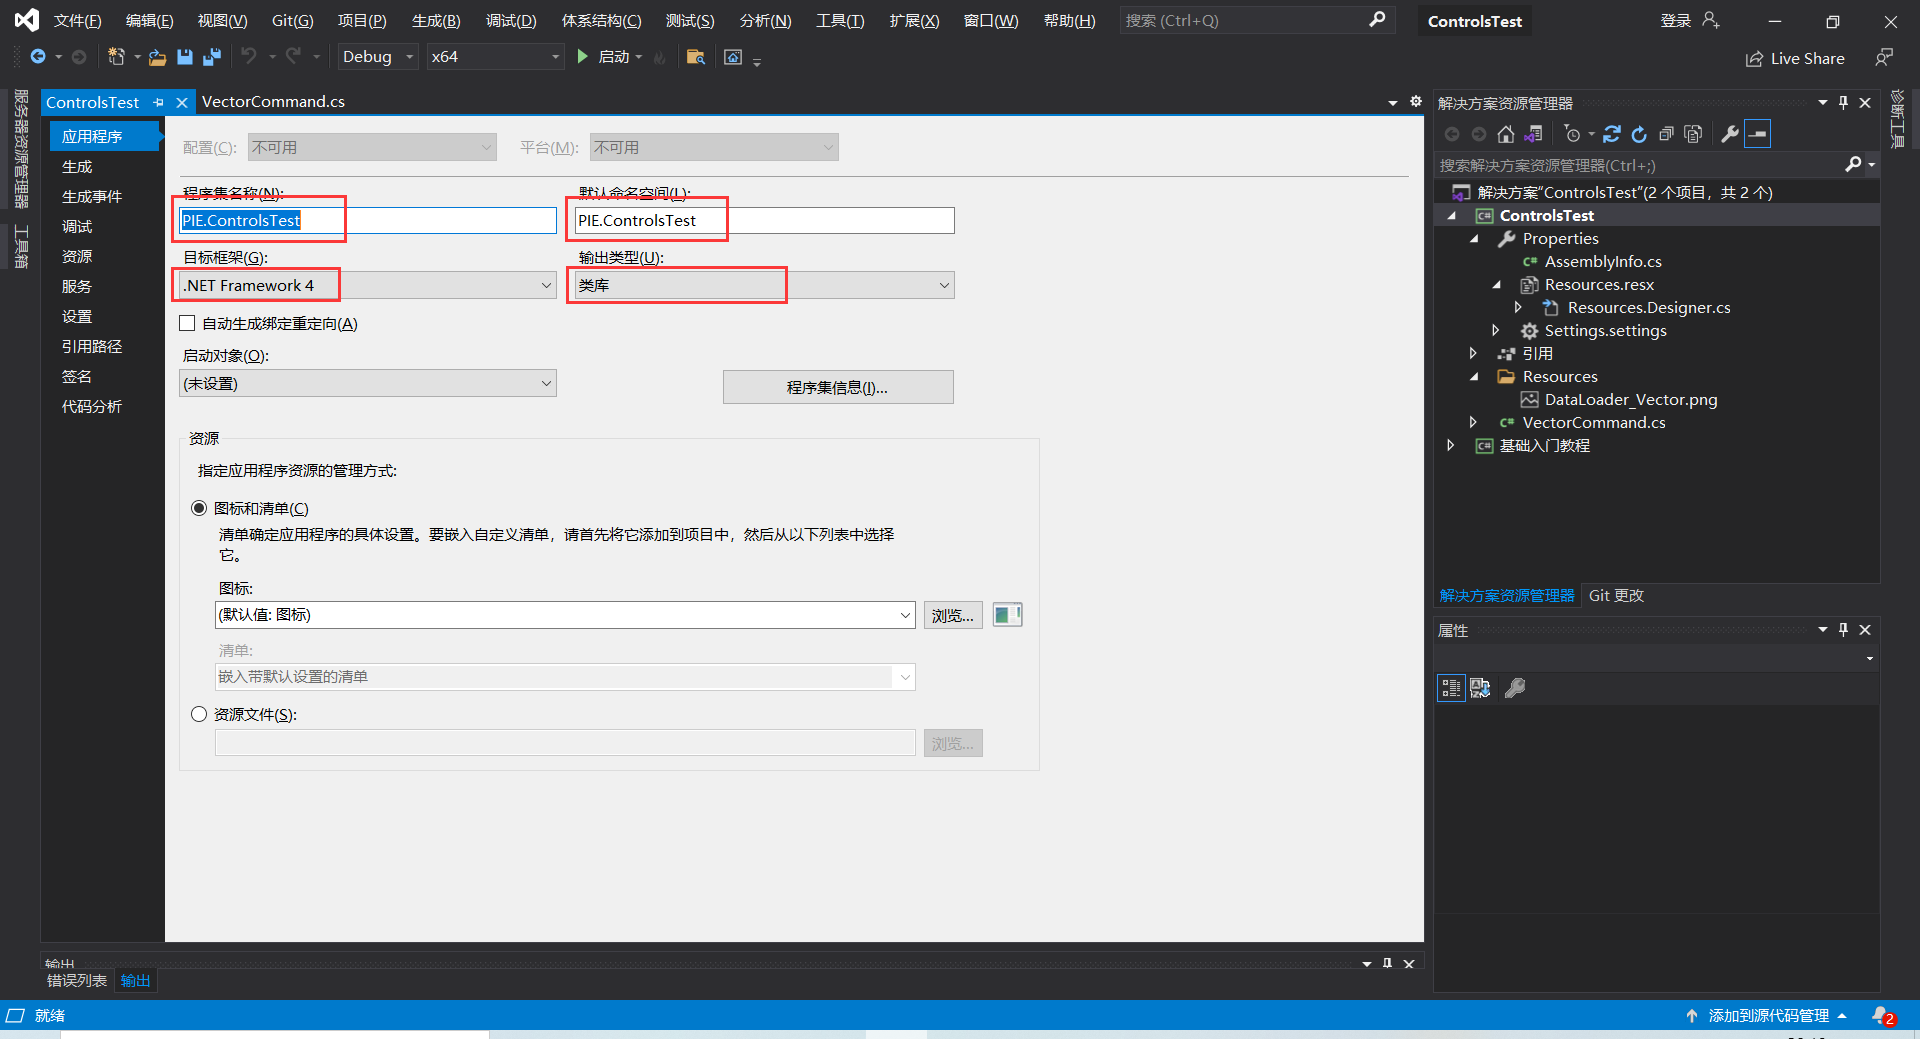 文件(F) 编辑(E) 视图(V) Git(G) 项目(P) 生成(B) 调试(D) 体系结构(C) 测试(S) 分析(N) 工具(T) 扩展(X) 窗口(W) 帮助(H) 搜索 (Ctrl+Q) ControlsTest 登录
Debug x64 启动 Live Share
服务器资源管理器
工具箱
ControlsTest VectorCommand.cs
应用程序
生成
生成事件
调试
资源
服务
设置
引用路径
签名
代码分析
配置(C): 不可用 平台(M): 不可用
程序集名称(N): 默认命名空间(L):
PIE.ControlsTest PIE.ControlsTest
目标框架(G): 输出类型(U):
.NET Framework 4 类库
自动生成绑定重定向(A)
启动对象(O):
(未设置) 程序集信息(I)...
资源
指定应用程序资源的管理方式:
图标和清单(C)
清单确定应用程序的具体设置。要嵌入自定义清单，请首先将它添加到项目中，然后从以下列表中选择
它。
图标:
(默认值: 图标) 浏览...
清单:
嵌入带默认设置的清单
资源文件(S):
浏览...
输出
错误列表 输出
解决方案资源管理器
搜索解决方案资源管理器(Ctrl+;)
解决方案"ControlsTest"(2 个项目，共 2 个)
ControlsTest
Properties
AssemblyInfo.cs
Resources.resx
Resources.Designer.cs
Settings.settings
引用
Resources
DataLoader_Vector.png
VectorCommand.cs
基础入门教程
解决方案资源管理器 Git 更改
属性
诊断工具
就绪 添加到源代码管理 2